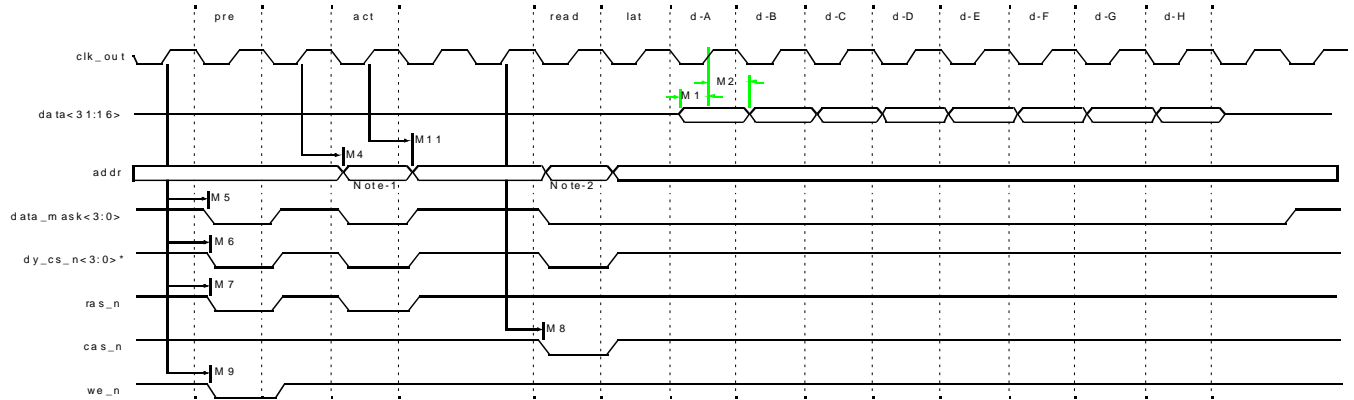 pre act read lat d-A d-B d-C d-D d-E d-F d-G d-H
clk_out
M2
M1
data<31:16>
M11
M4
addr
Note-1 Note-2
M5
data_mask<3:0>
M6
dy_cs_n<3:0>*
M7
ras_n
M8
cas_n
M9
we_n